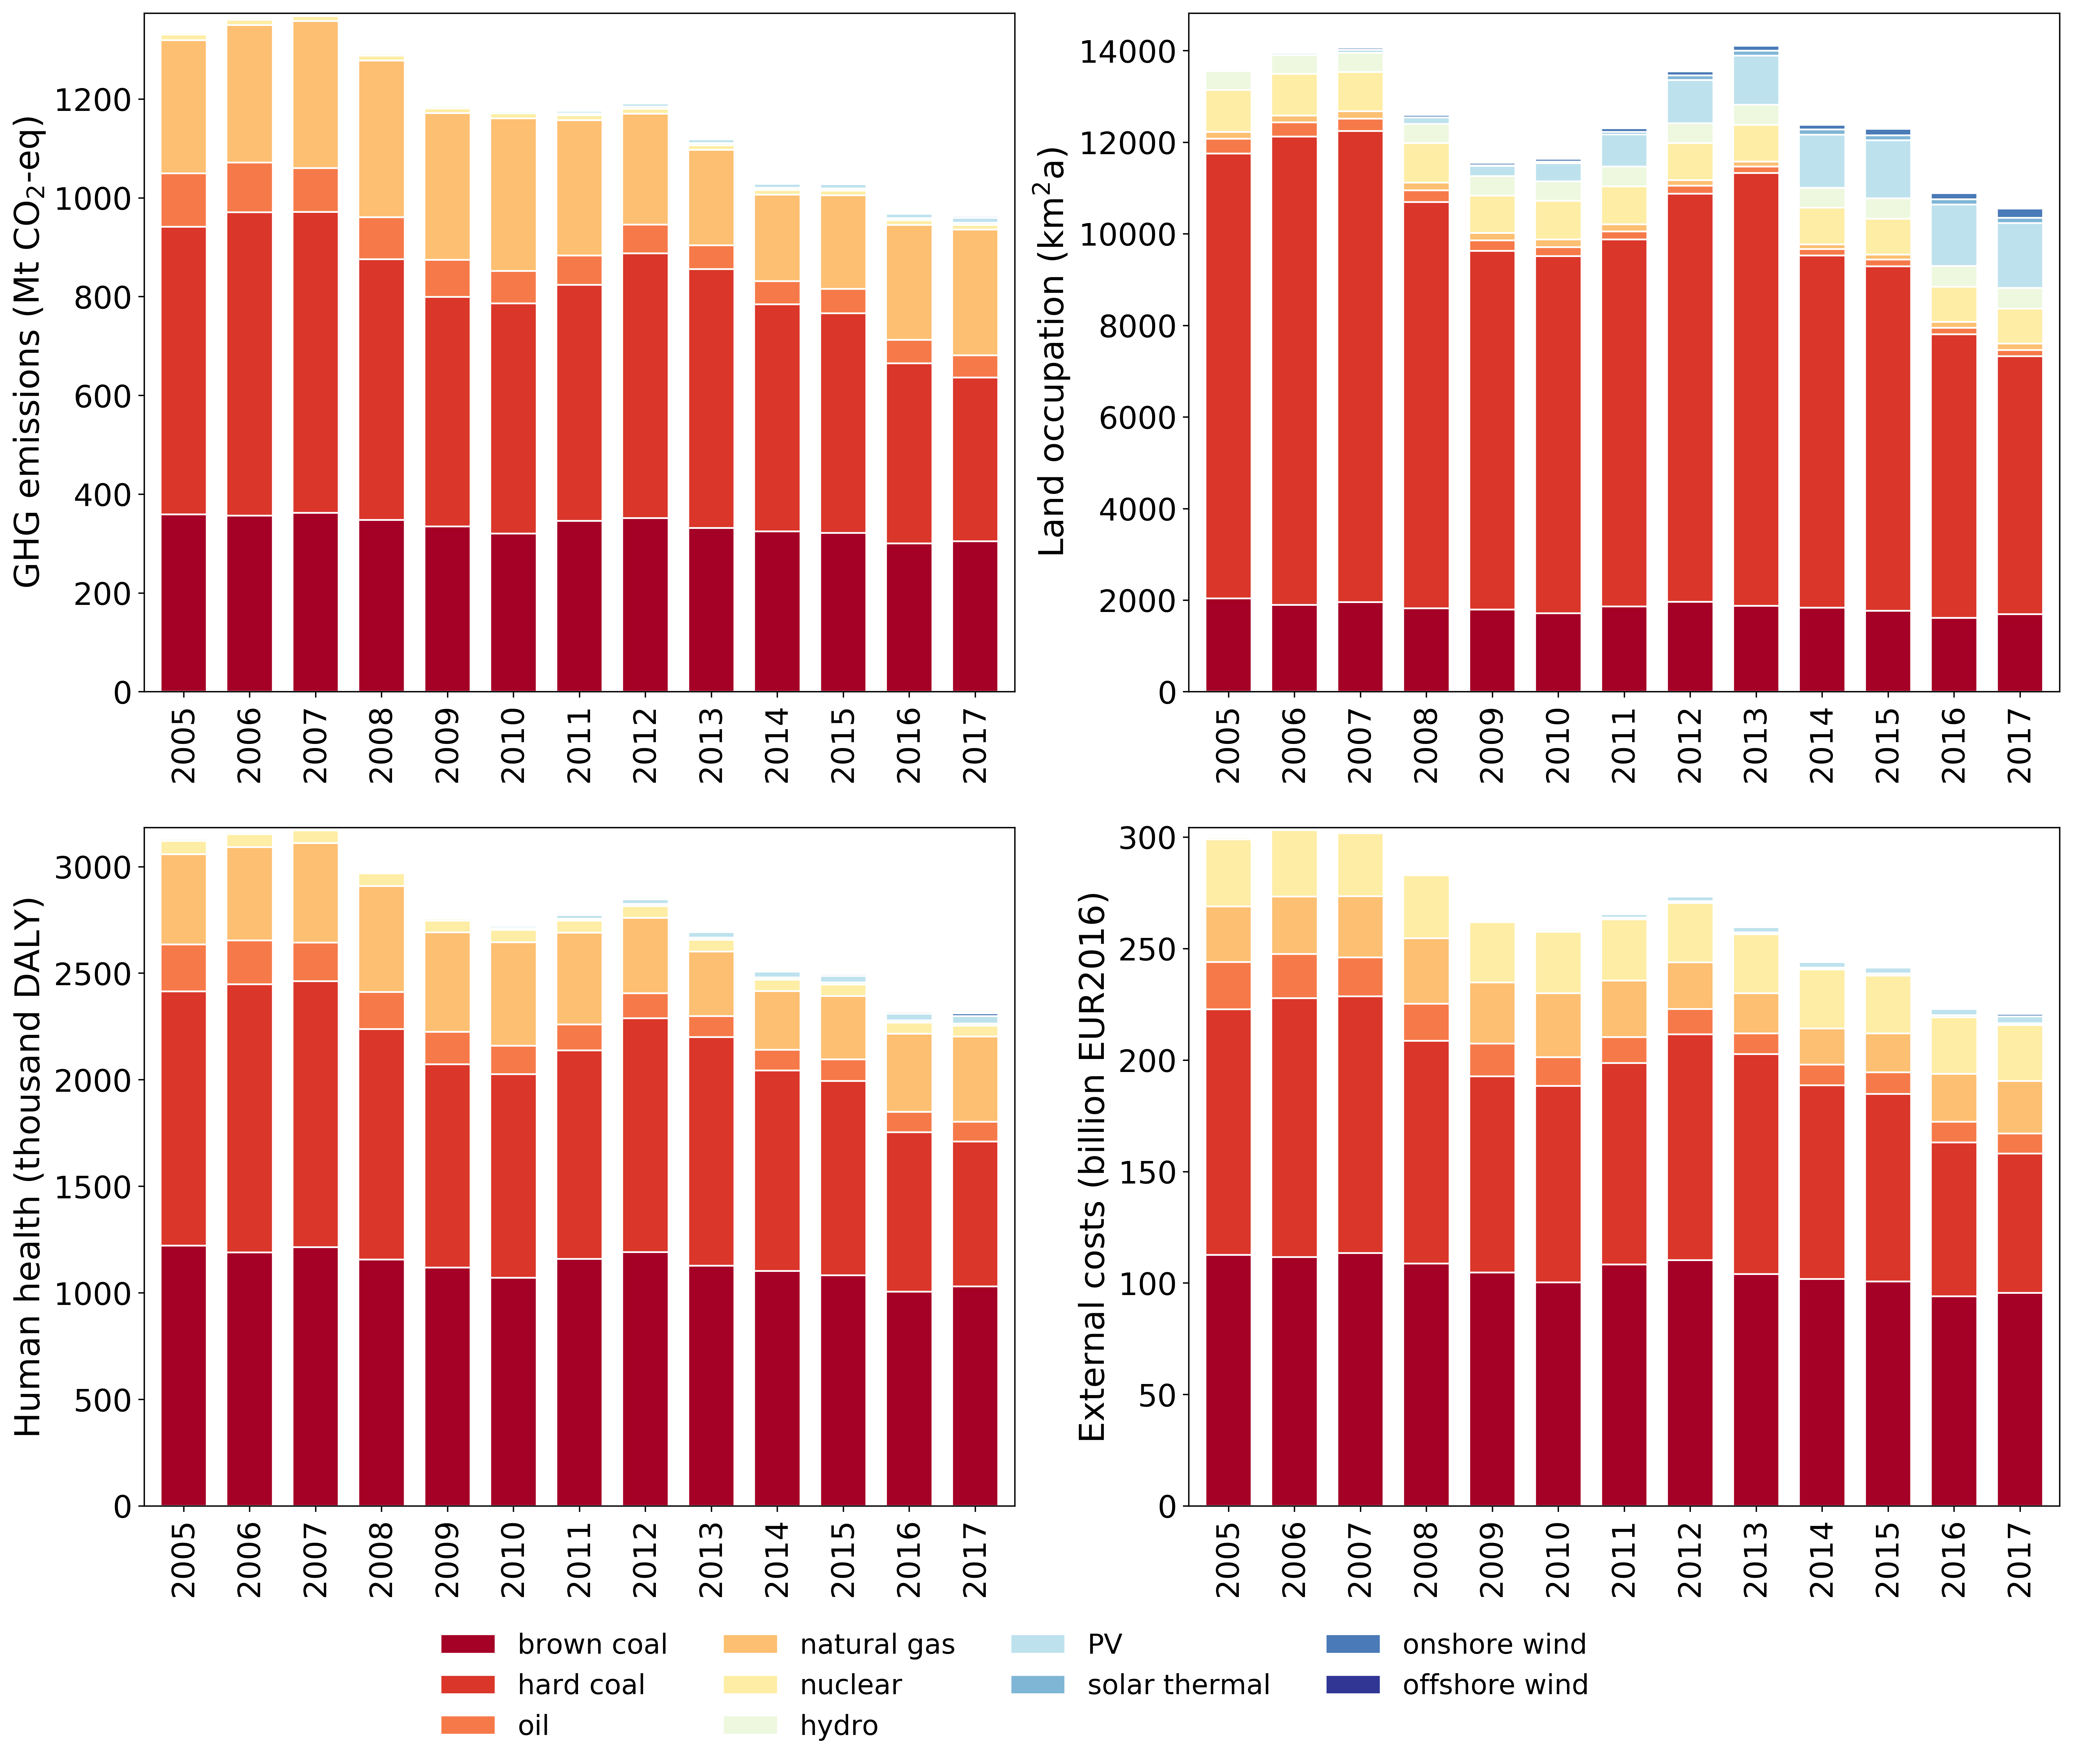 GHG emissions (Mt CO2-eq)
1200
1000
800
600
400
200
0
2005 2006 2007 2008 2009 2010 2011 2012 2013 2014 2015 2016 2017
Land occupation (km²a)
14000
12000
10000
8000
6000
4000
2000
0
2005 2006 2007 2008 2009 2010 2011 2012 2013 2014 2015 2016 2017
Human health (thousand DALY)
3000
2500
2000
1500
1000
500
0
2005 2006 2007 2008 2009 2010 2011 2012 2013 2014 2015 2016 2017
External costs (billion EUR2016)
300
250
200
150
100
50
0
2005 2006 2007 2008 2009 2010 2011 2012 2013 2014 2015 2016 2017
brown coal
hard coal
oil
natural gas
nuclear
hydro
PV
solar thermal
onshore wind
offshore wind